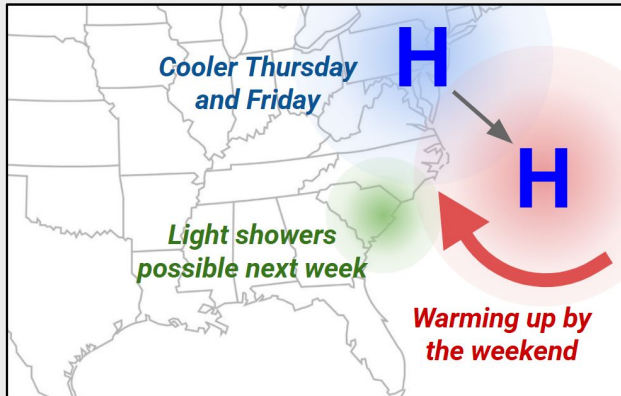 H
Cooler Thursday
and Friday
H
Light showers
possible next week
Warming up by
the weekend